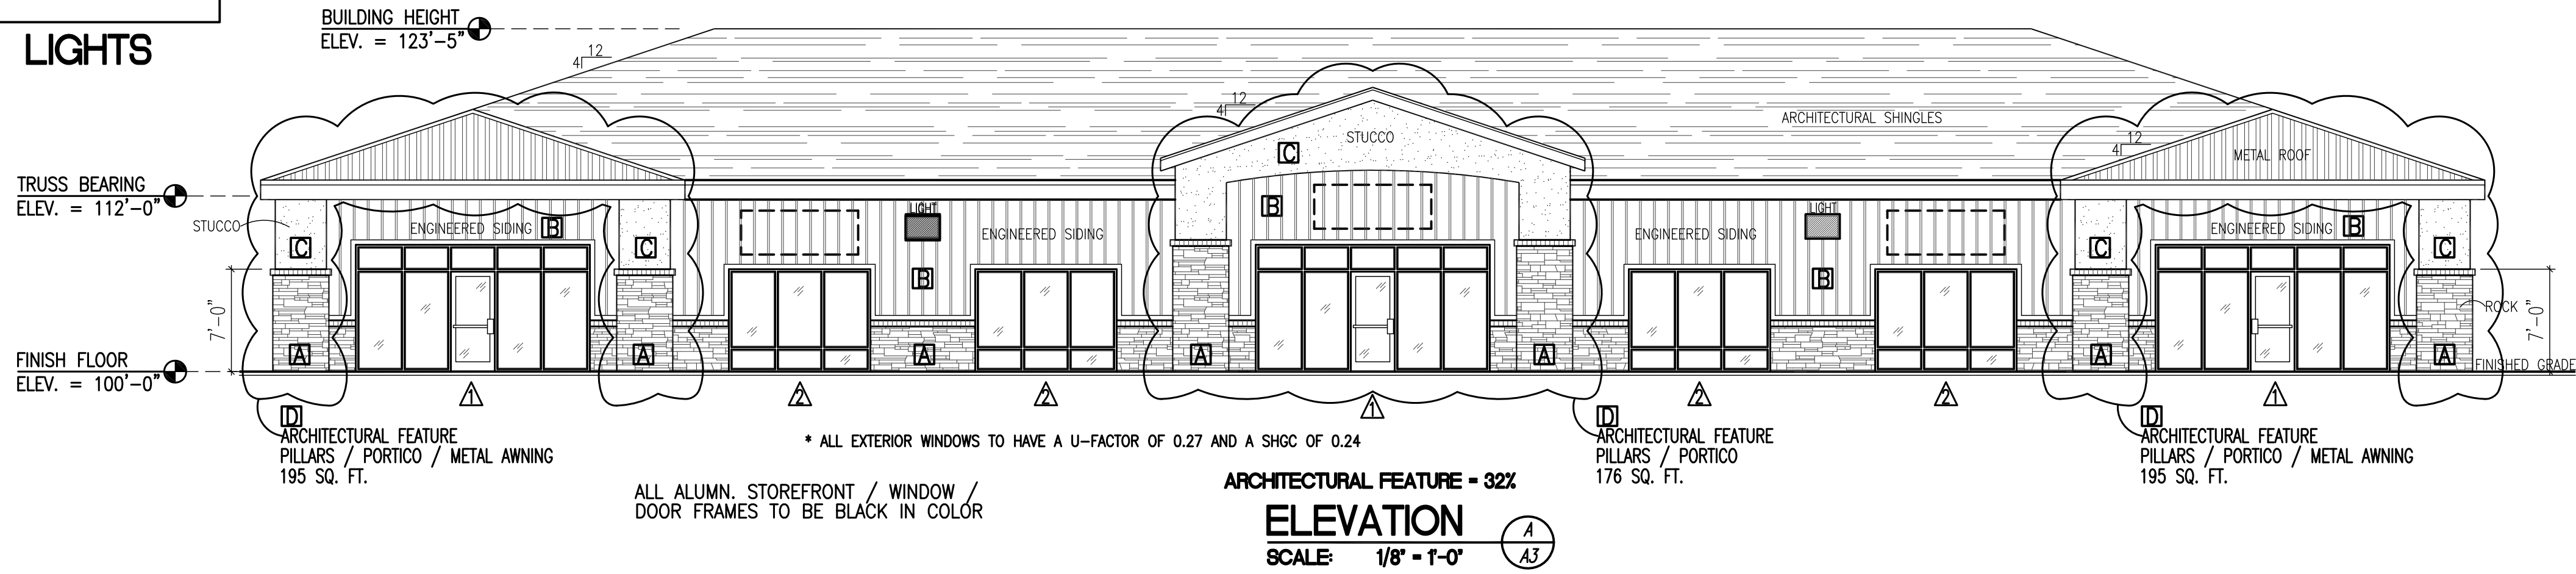 LIGHTS
BUILDING HEIGHT
ELEV. = 123'-5"
12
4
12
4
ARCHITECTURAL SHINGLES
12
4
STUCCO
C
METAL ROOF
TRUSS BEARING
ELEV. = 112'-0"
STUCCO
C
ENGINEERED SIDING
B
C
LIGHT
ENGINEERED SIDING
B
B
ENGINEERED SIDING
LIGHT
B
C
ENGINEERED SIDING
B
C
7'-0"
ROCK
7'-0"
FINISH FLOOR
ELEV. = 100'-0"
A
A
A
A
A
A
A
A
FINISHED GRADE
1
2
2
1
2
2
1
D
ARCHITECTURAL FEATURE
PILLARS / PORTICO / METAL AWNING
195 SQ. FT.
* ALL EXTERIOR WINDOWS TO HAVE A U-FACTOR OF 0.27 AND A SHGC OF 0.24
D
ARCHITECTURAL FEATURE
PILLARS / PORTICO
176 SQ. FT.
D
ARCHITECTURAL FEATURE
PILLARS / PORTICO / METAL AWNING
195 SQ. FT.
ALL ALUMN. STOREFRONT / WINDOW /
DOOR FRAMES TO BE BLACK IN COLOR
ARCHITECTURAL FEATURE = 32%
ELEVATION
SCALE: 1/8" = 1'-0"
A
A3